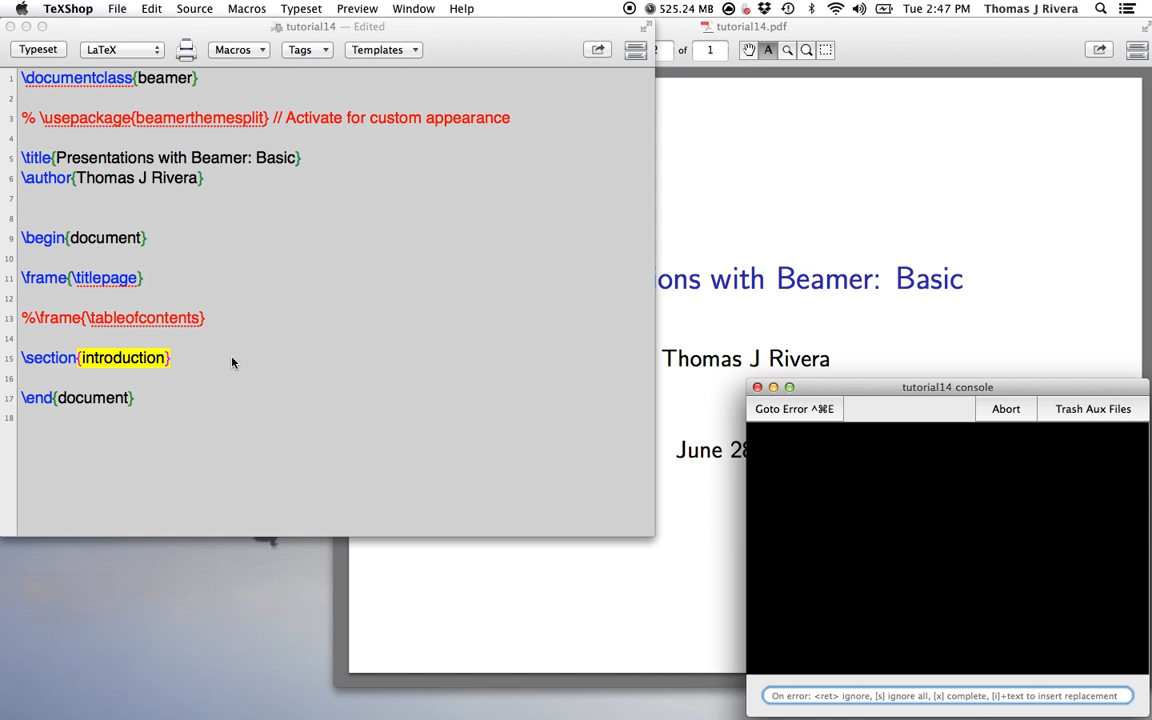 TeXShop File Edit Source Macros Typeset Preview Window Help 525.24 MB Tue 2:47 PM Thomas J Rivera
tutorial14 — Edited
Typeset LaTeX Macros Tags Templates
1 \documentclass{beamer}
2
3 % \usepackage{beamerthemesplit} // Activate for custom appearance
4
5 \title{Presentations with Beamer: Basic}
6 \author{Thomas J Rivera}
7
8
9 \begin{document}
10
11 \frame{\titlepage}
12
13 %\frame{\tableofcontents}
14
15 \section{introduction}
16
17 \end{document}
18
tutorial14.pdf
2 of 1 A
ions with Beamer: Basic
Thomas J Rivera
June 28
tutorial14 console
Goto Error ^⌘E Abort Trash Aux Files
On error: <ret> ignore, [s] ignore all, [x] complete, [i]+text to insert replacement